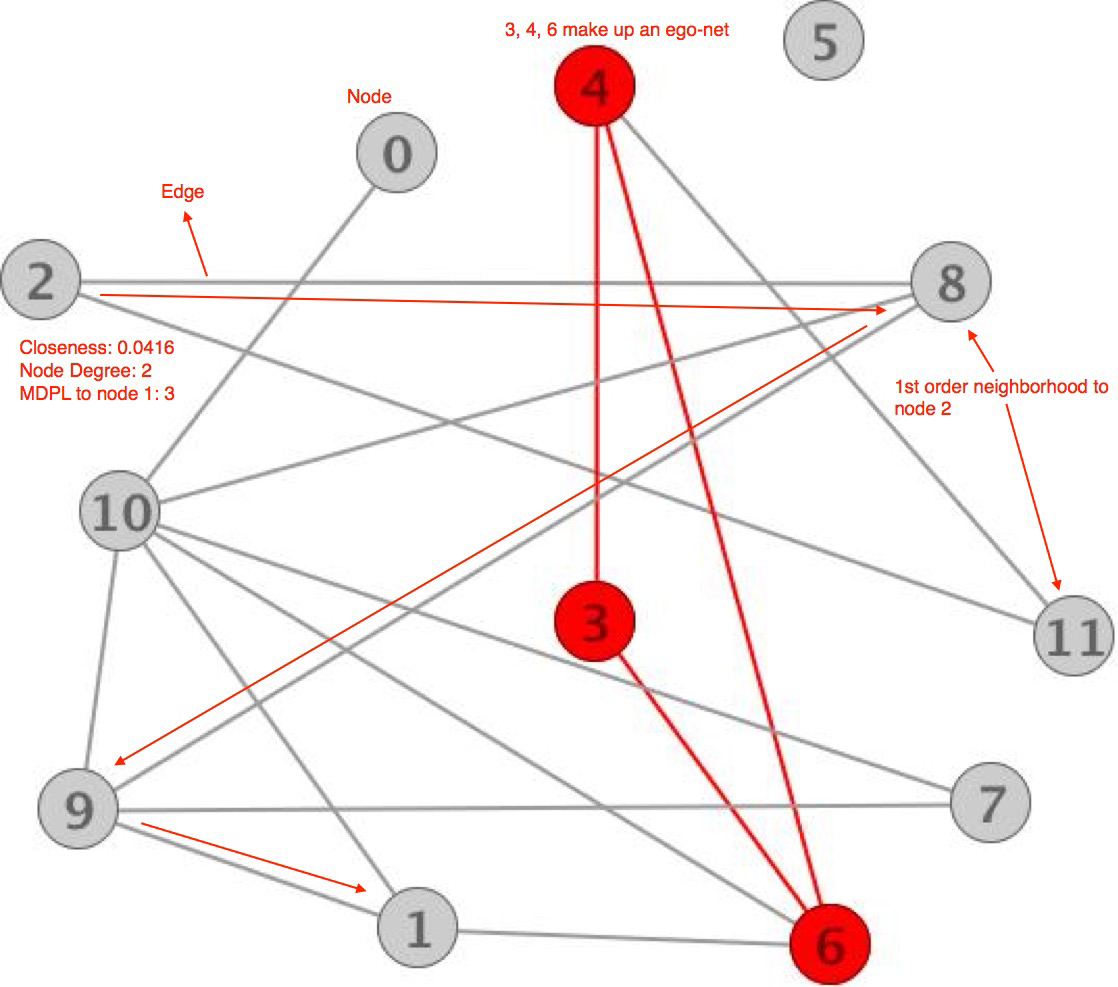 3, 4, 6 make up an ego-net
5
4
Node
0
Edge
2
8
Closeness: 0.0416
Node Degree: 2
MDPL to node 1: 3
1st order neighborhood to
node 2
10
3
11
9
7
1
6